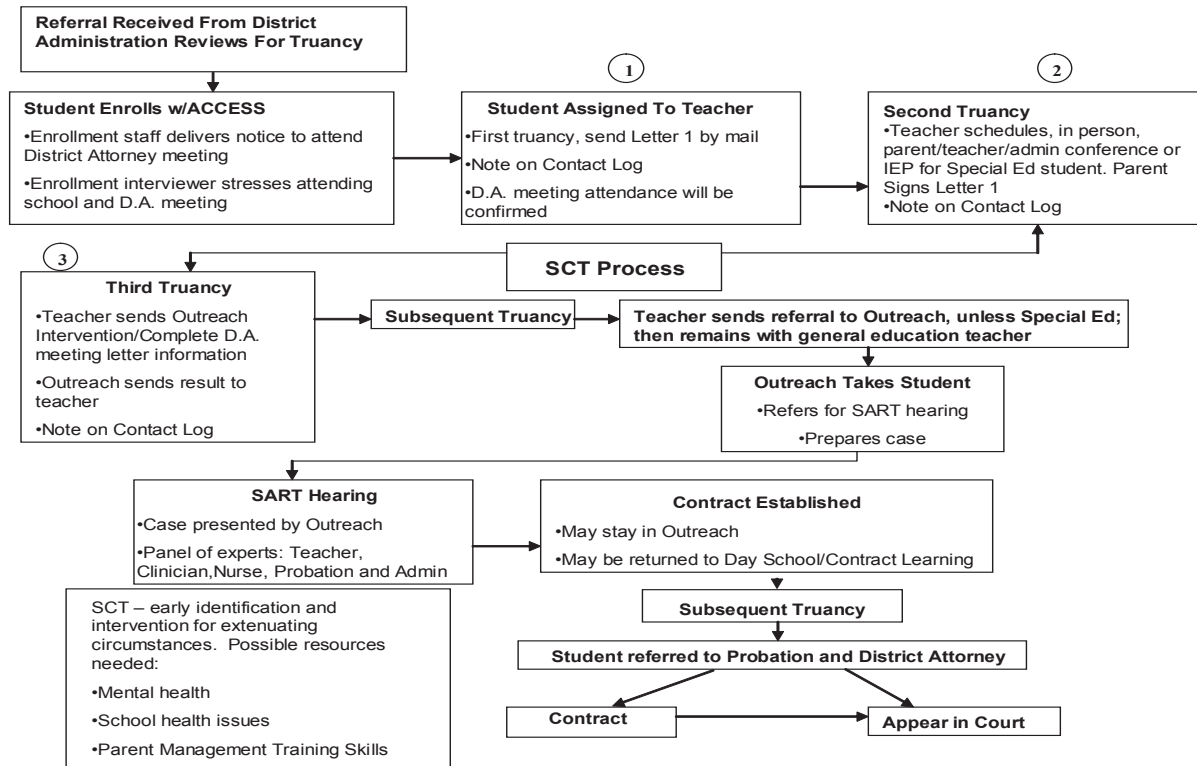 Referral Received From District
Administration Reviews For Truancy
Student Enrolls w/ACCESS
•Enrollment staff delivers notice to attend
District Attorney meeting
•Enrollment interviewer stresses attending
school and D.A. meeting
1
Student Assigned To Teacher
•First truancy, send Letter 1 by mail
•Note on Contact Log
•D.A. meeting attendance will be
confirmed
2
Second Truancy
•Teacher schedules, in person,
parent/teacher/admin conference or
IEP for Special Ed student. Parent
Signs Letter 1
•Note on Contact Log
SCT Process
3
Third Truancy
•Teacher sends Outreach
Intervention/Complete D.A.
meeting letter information
•Outreach sends result to
teacher
•Note on Contact Log
Subsequent Truancy
Teacher sends referral to Outreach, unless Special Ed;
then remains with general education teacher
Outreach Takes Student
•Refers for SART hearing
•Prepares case
SART Hearing
•Case presented by Outreach
•Panel of experts: Teacher,
Clinician,Nurse, Probation and Admin
Contract Established
•May stay in Outreach
•May be returned to Day School/Contract Learning
SCT – early identification and
intervention for extenuating
circumstances.  Possible resources
needed:
•Mental health
•School health issues
•Parent Management Training Skills
Subsequent Truancy
Student referred to Probation and District Attorney
Contract
Appear in Court